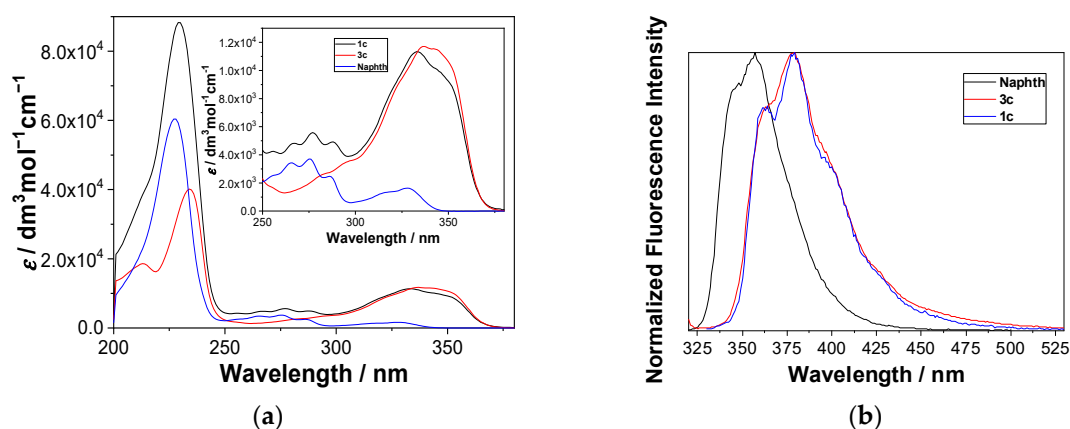 ε / dm³mol⁻¹cm⁻¹
8.0x10⁴
6.0x10⁴
4.0x10⁴
2.0x10⁴
0.0
200 250 300 350
Wavelength / nm
ε / dm³mol⁻¹cm⁻¹
1.2x10⁴
1.0x10⁴
8.0x10³
6.0x10³
4.0x10³
2.0x10³
0.0
250 300 350
Wavelength / nm
1c
3c
Naphth
(a)
Normalized Fluorescence Intensity
Naphth
3c
1c
320 350 375 400 425 450 475 500 525
Wavelength / nm
(b)